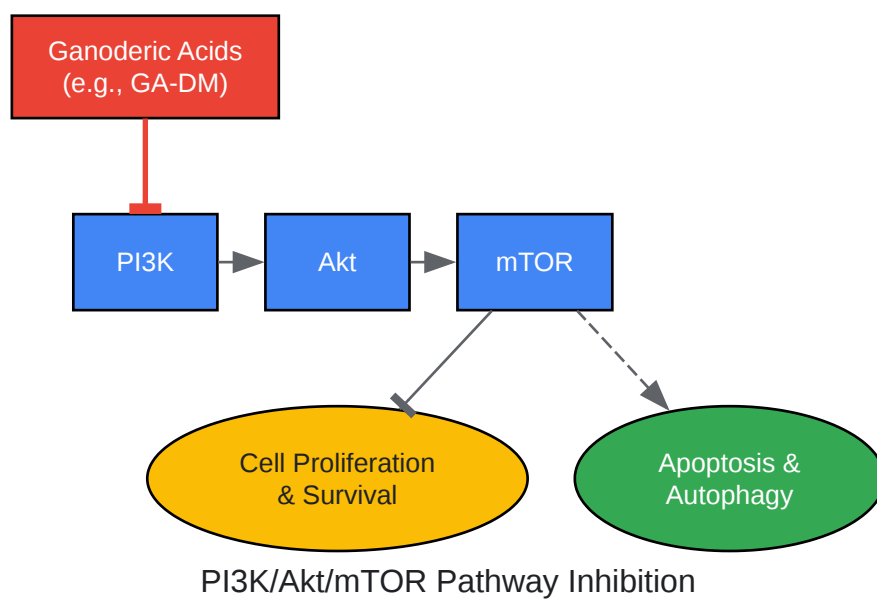 Ganoderic Acids
(e.g., GA-DM)
PI3K
Akt
mTOR
Cell Proliferation
& Survival
Apoptosis &
Autophagy
PI3K/Akt/mTOR Pathway Inhibition